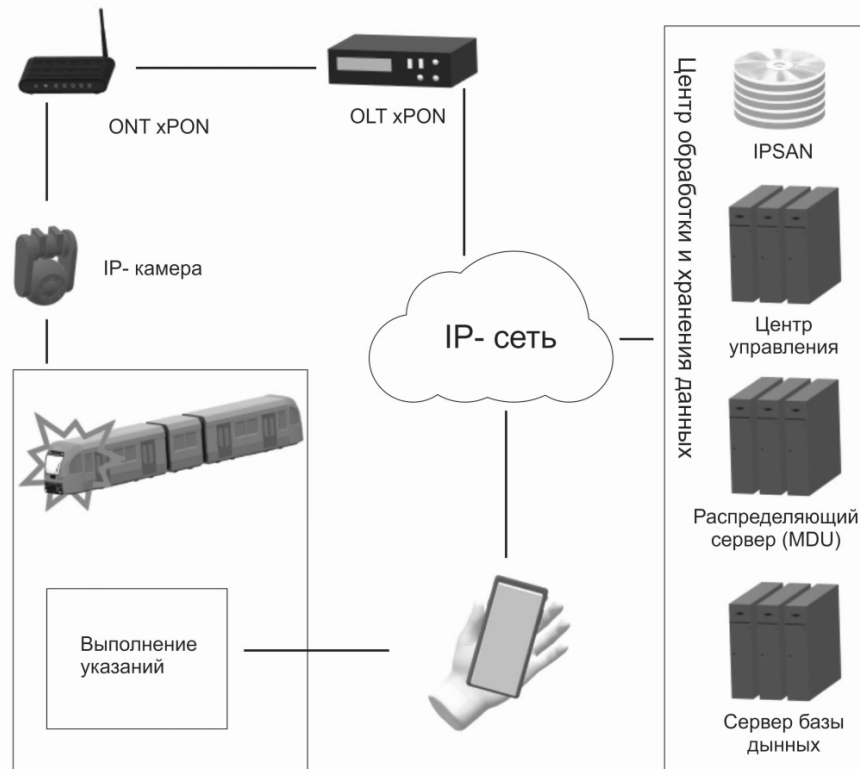 ONT xPON
OLT xPON
IP- камера
IP- сеть
Выполнение
указаний
Центр обработки и хранения данных
IPSAN
Центр
управления
Распределяющий
сервер (MDU)
Сервер базы
дынных